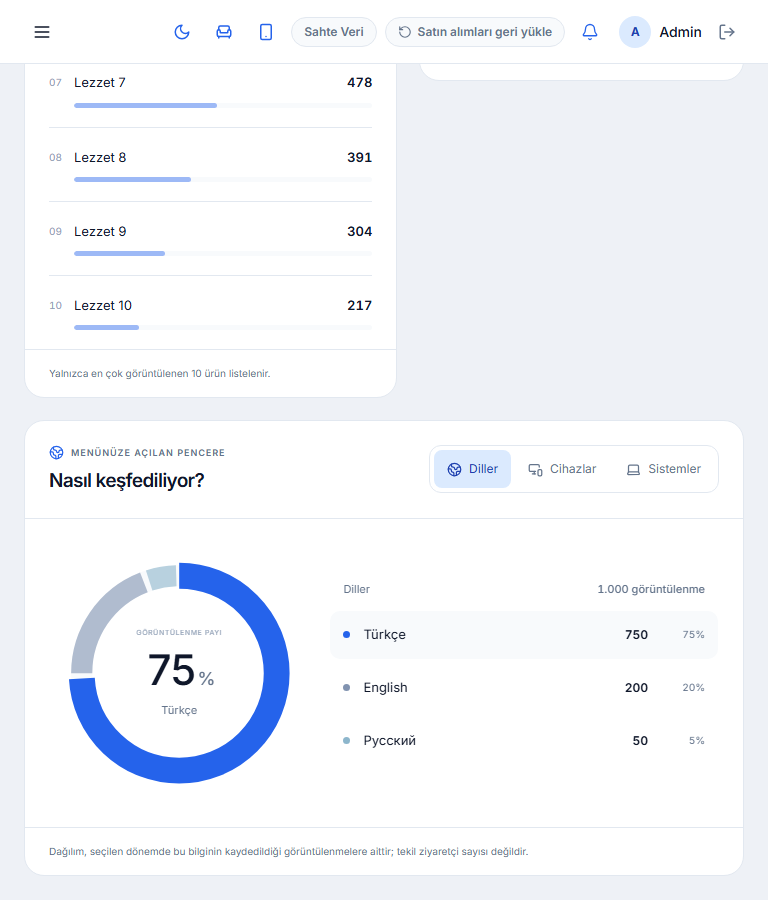 Sahte Veri
Satın alımları geri yükle
A
Admin
07 Lezzet 7 478
08 Lezzet 8 391
09 Lezzet 9 304
10 Lezzet 10 217
Yalnızca en çok görüntülenen 10 ürün listelenir.
MENÜNÜZE AÇILAN PENCERE
Nasıl keşfediliyor?
Diller
Cihazlar
Sistemler
GÖRÜNTÜLENME PAYI
75%
Türkçe
Diller 1.000 görüntülenme
Türkçe 750 75%
English 200 20%
Русский 50 5%
Dağılım, seçilen dönemde bu bilginin kaydedildiği görüntülenmelere aittir; tekil ziyaretçi sayısı değildir.